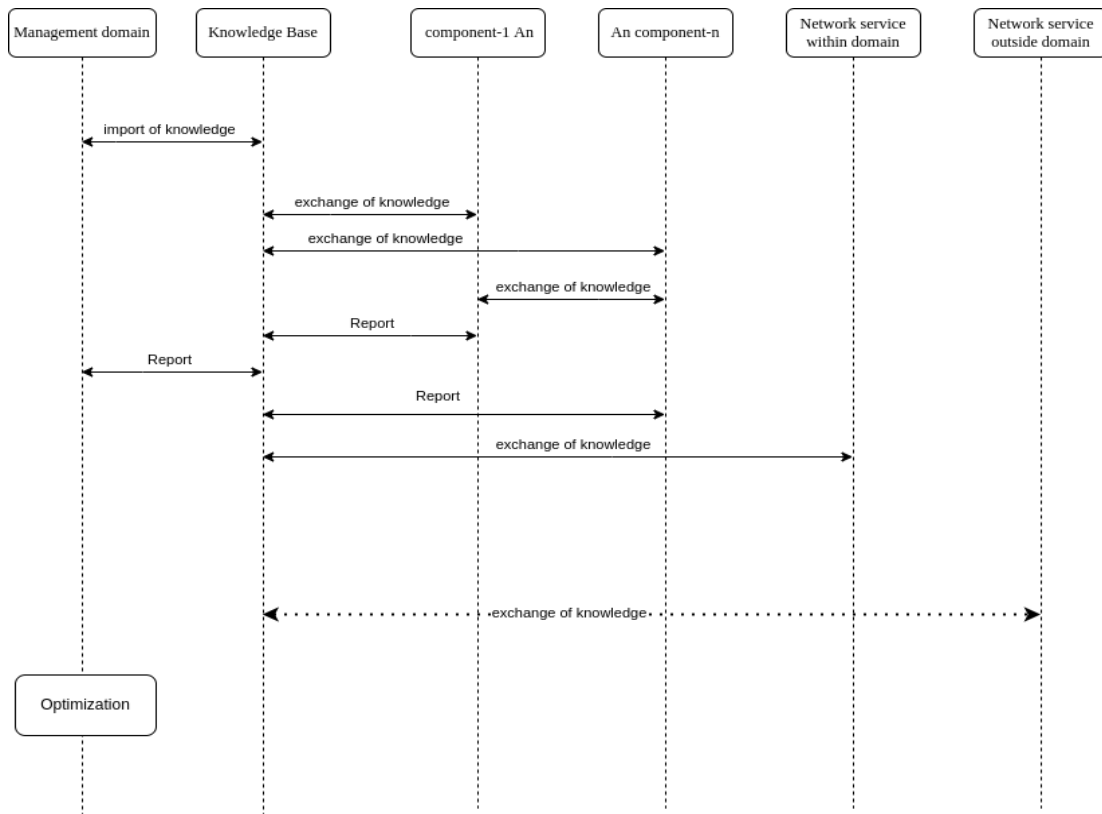 Management domain
Knowledge Base
component-1 An
An component-n
Network service
within domain
Network service
outside domain
import of knowledge
exchange of knowledge
exchange of knowledge
exchange of knowledge
Report
Report
Report
exchange of knowledge
exchange of knowledge
Optimization